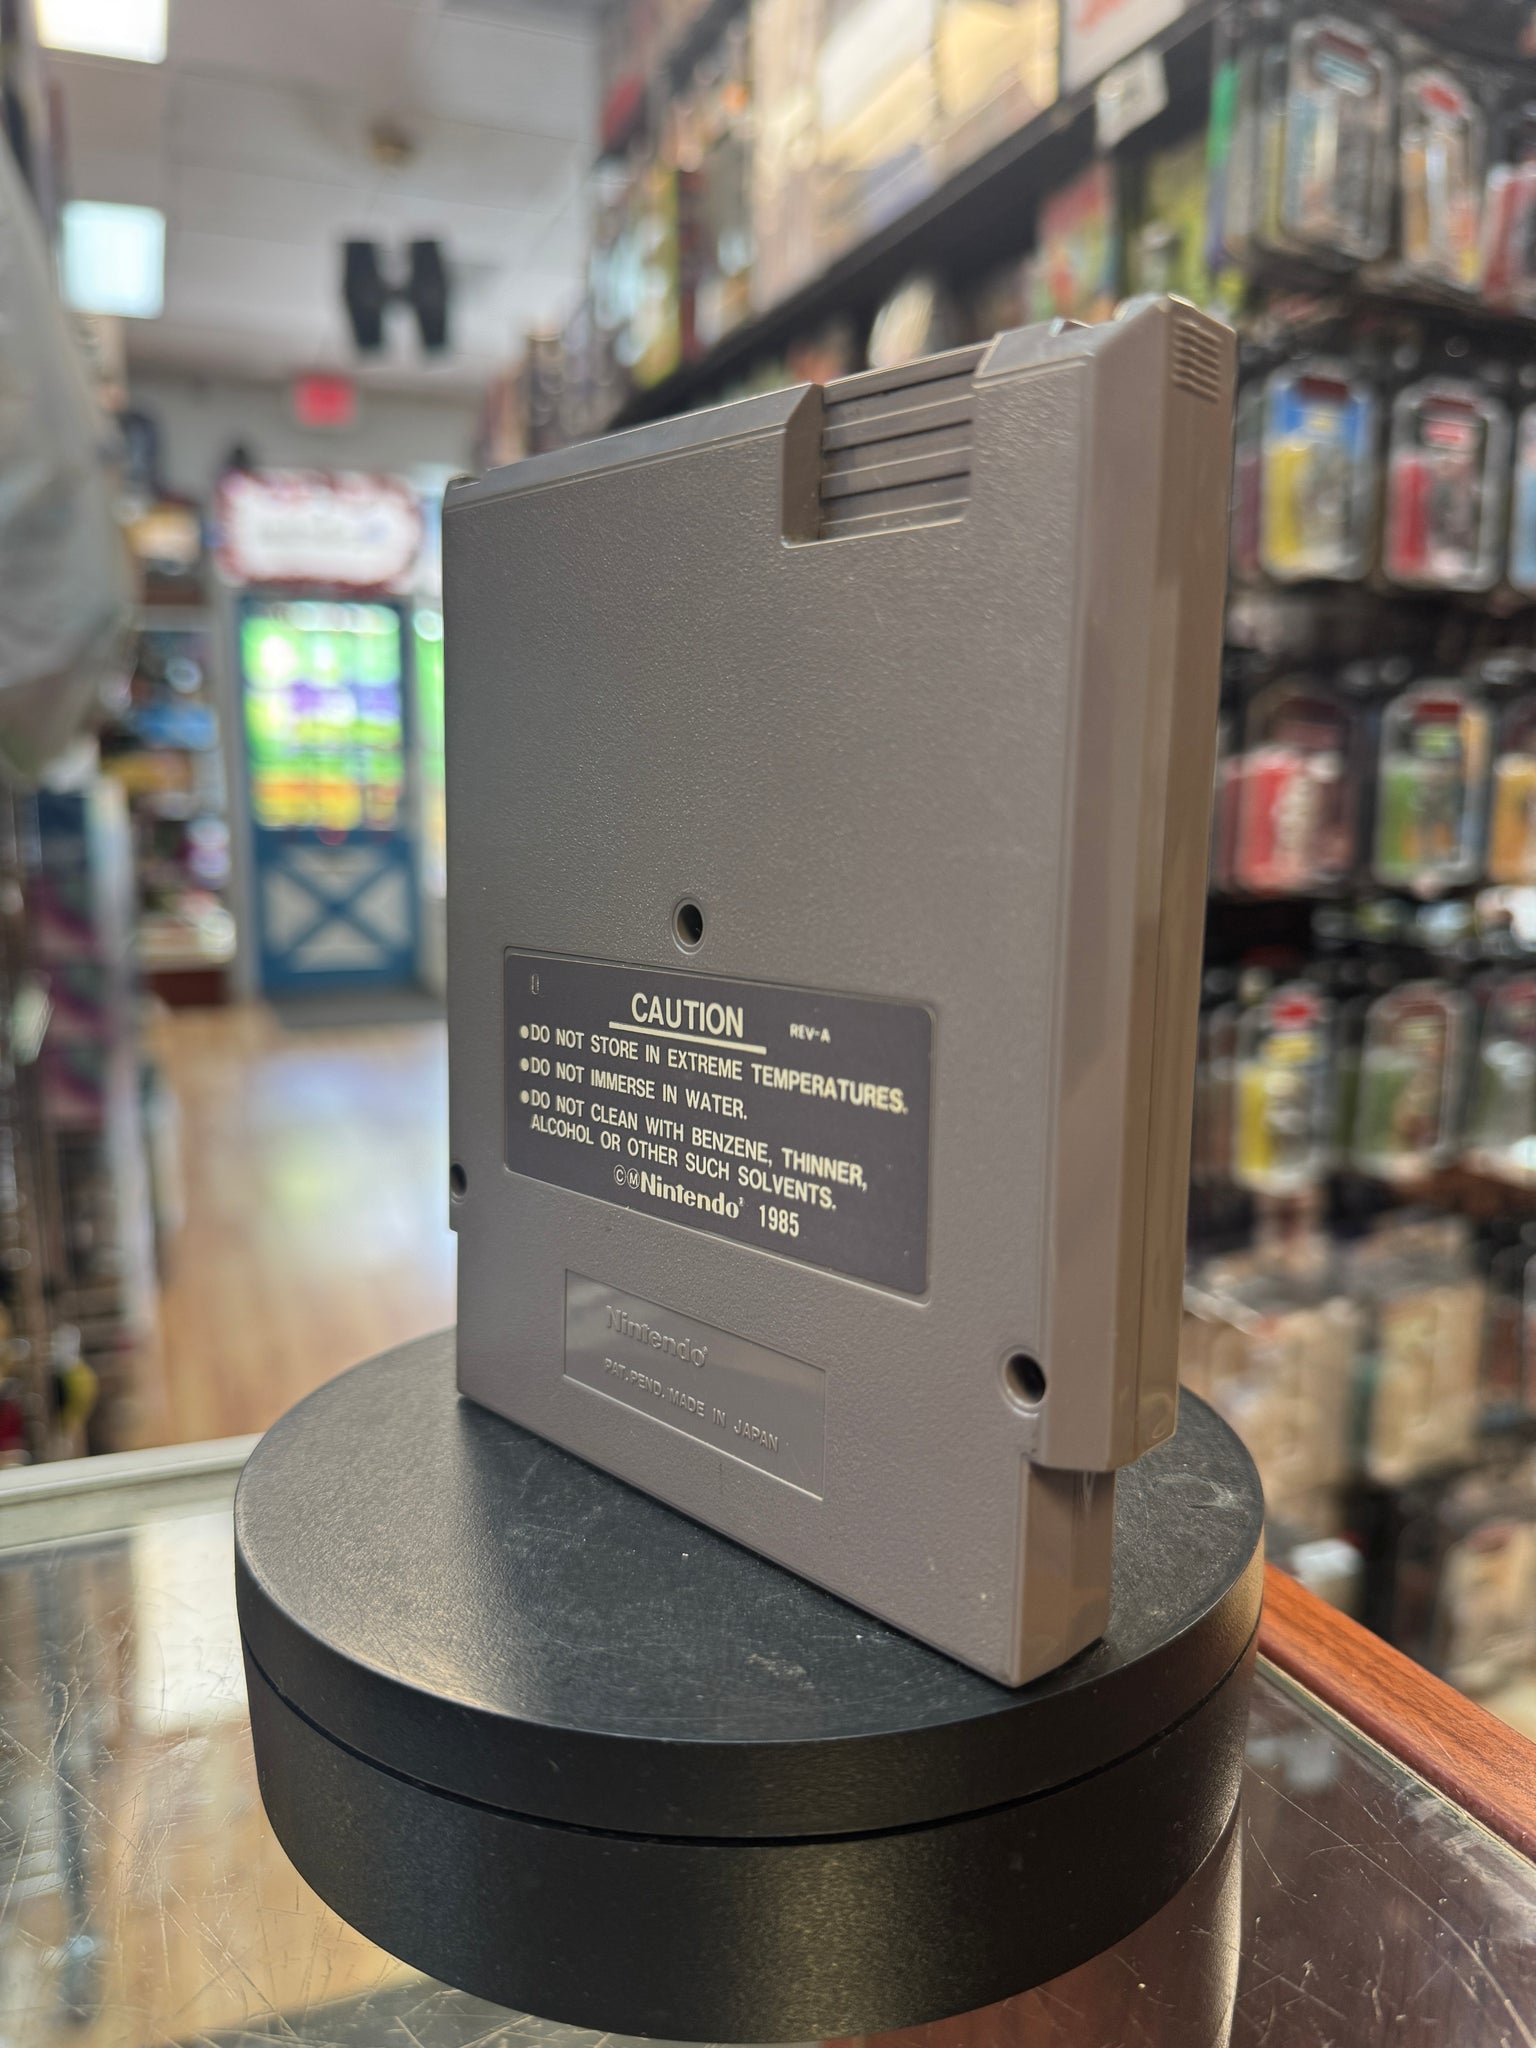 CAUTION REV-A
●DO NOT STORE IN EXTREME TEMPERATURES.
●DO NOT IMMERSE IN WATER.
●DO NOT CLEAN WITH BENZENE, THINNER,
ALCOHOL OR OTHER SUCH SOLVENTS.
ⒸⓂNintendo® 1985
Nintendo®
PAT.PEND. MADE IN JAPAN